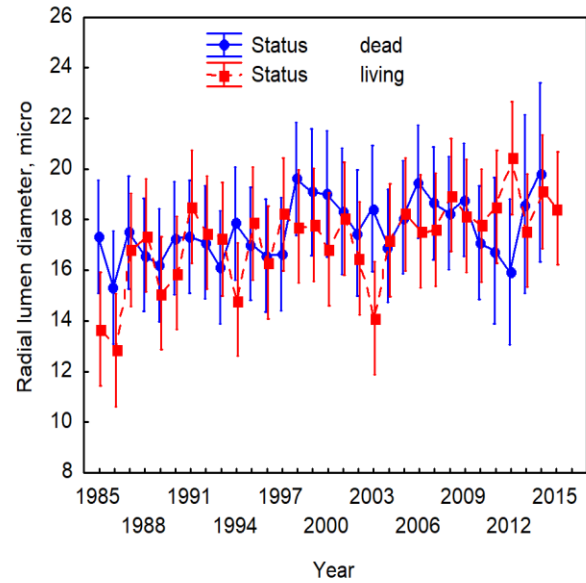 26
24
22
20
18
16
14
12
10
8
Radial lumen diameter, micro
Status dead
Status living
1985 1991 1997 2003 2009 2015
1988 1994 2000 2006 2012
Year